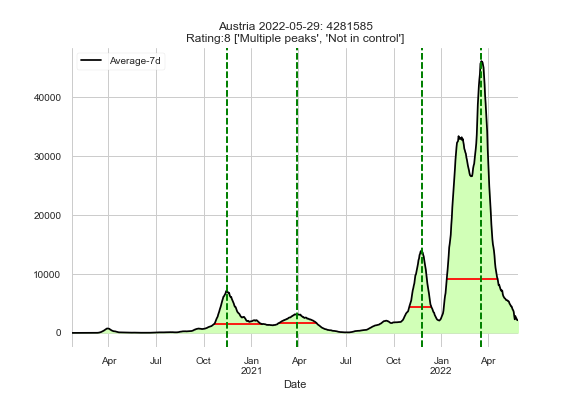 Austria 2022-05-29: 4281585
Rating:8 ['Multiple peaks', 'Not in control']
Average-7d
40000
30000
20000
10000
0
Apr Jul Oct Jan Apr Jul Oct Jan Apr
2021 2022
Date